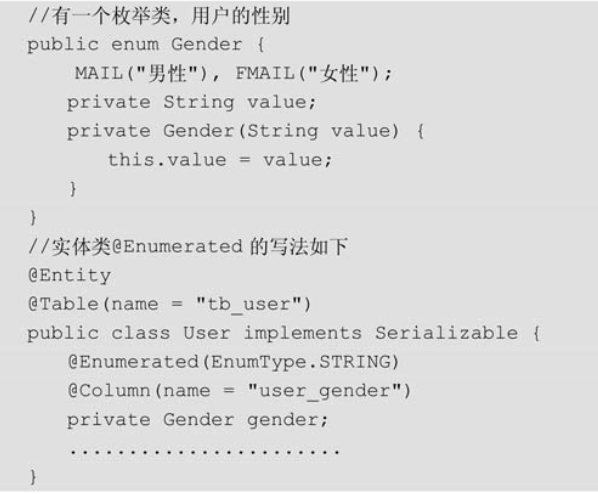 //有一个枚举类，用户的性别
public enum Gender {
MAIL("男性"), FMAIL("女性");
private String value;
private Gender(String value) {
this.value = value;
}
}
//实体类@Enumerated 的写法如下
@Entity
@Table(name = "tb_user")
public class User implements Serializable {
@Enumerated(EnumType.STRING)
@Column(name = "user_gender")
private Gender gender;
.......................
}